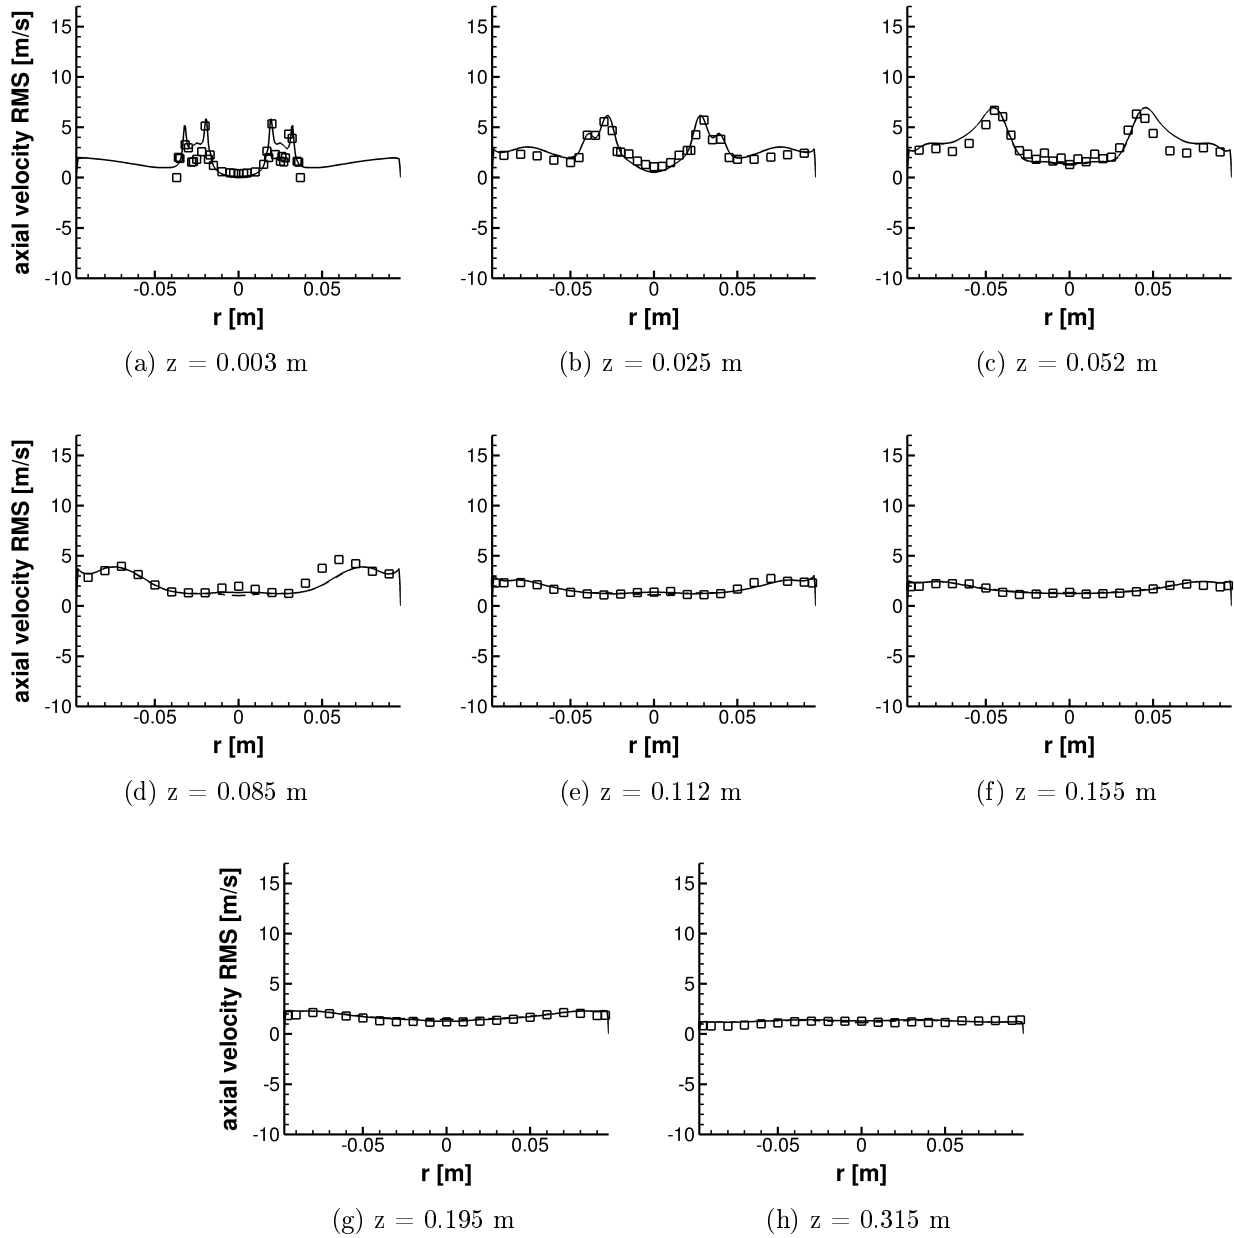 axial velocity RMS [m/s]
15
10
5
0
-5
-10
-0.05 0 0.05
r [m]
(a) z = 0.003 m
15
10
5
0
-5
-10
-0.05 0 0.05
r [m]
(b) z = 0.025 m
15
10
5
0
-5
-10
-0.05 0 0.05
r [m]
(c) z = 0.052 m
axial velocity RMS [m/s]
15
10
5
0
-5
-10
-0.05 0 0.05
r [m]
(d) z = 0.085 m
15
10
5
0
-5
-10
-0.05 0 0.05
r [m]
(e) z = 0.112 m
15
10
5
0
-5
-10
-0.05 0 0.05
r [m]
(f) z = 0.155 m
axial velocity RMS [m/s]
15
10
5
0
-5
-10
-0.05 0 0.05
r [m]
(g) z = 0.195 m
15
10
5
0
-5
-10
-0.05 0 0.05
r [m]
(h) z = 0.315 m